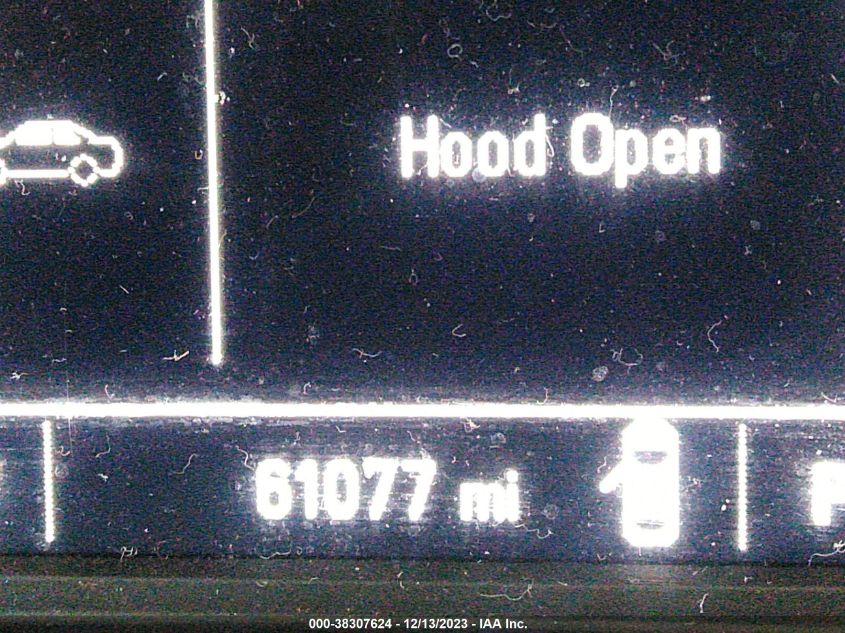 Hood Open
61077 mi
P
000-38307624 - 12/13/2023 - IAA Inc.